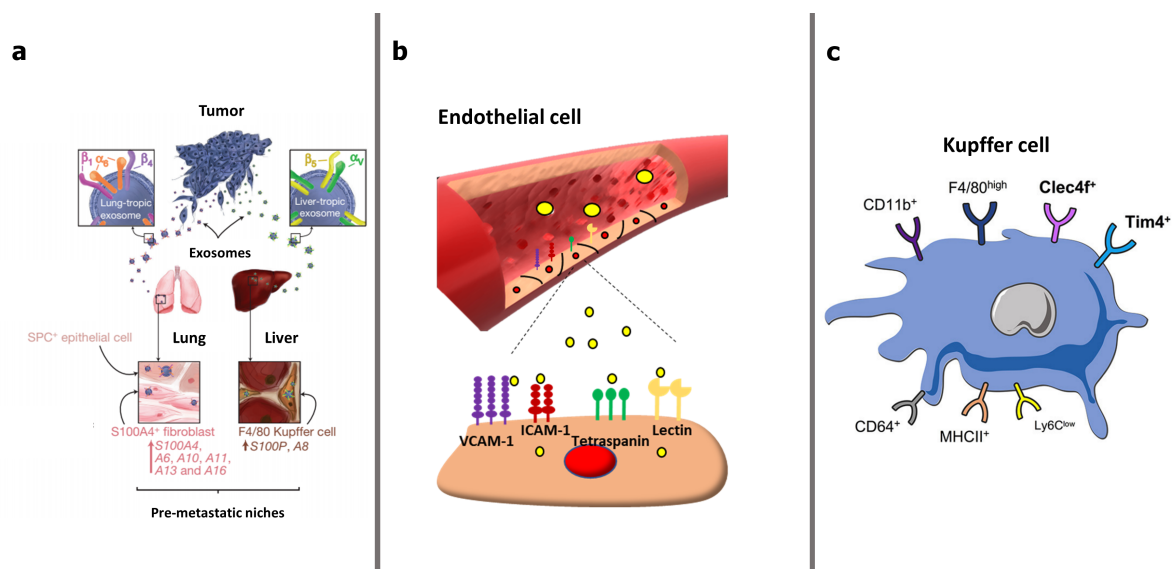 a
Tumor
β1 α6 β4
Lung-tropic
exosome
β5 αV
Liver-tropic
exosome
Exosomes
Lung
Liver
SPC⁺ epithelial cell
S100A4⁺ fibroblast
S100A4,
A6, A10, A11,
A13 and A16
F4/80 Kupffer cell
S100P, A8
Pre-metastatic niches
b
Endothelial cell
VCAM-1
ICAM-1
Tetraspanin
Lectin
c
Kupffer cell
CD11b⁺
F4/80ʰⁱᵍʰ
Clec4f⁺
Tim4⁺
CD64⁺
MHCII⁺
Ly6Cˡᵒʷ